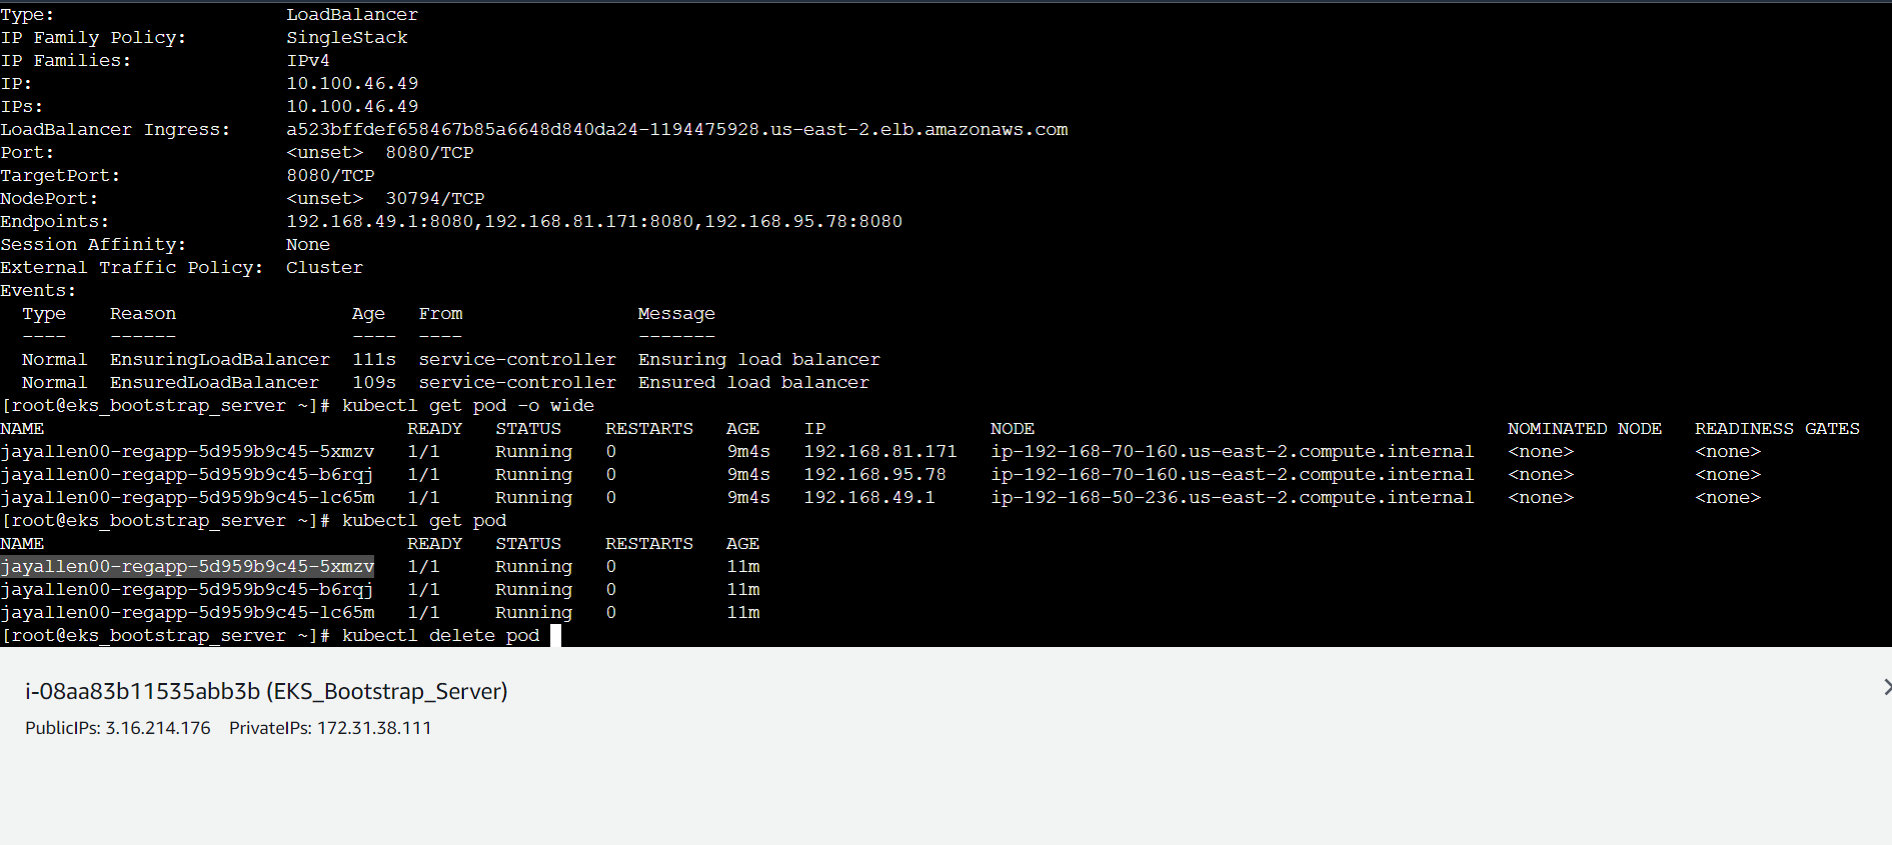 Type:                     LoadBalancer
IP Family Policy:         SingleStack
IP Families:              IPv4
IP:                       10.100.46.49
IPs:                      10.100.46.49
LoadBalancer Ingress:     a523bffdef658467b85a6648d840da24-1194475928.us-east-2.elb.amazonaws.com
Port:                     <unset>  8080/TCP
TargetPort:               8080/TCP
NodePort:                 <unset>  30794/TCP
Endpoints:                192.168.49.1:8080,192.168.81.171:8080,192.168.95.78:8080
Session Affinity:         None
External Traffic Policy:  Cluster
Events:
  Type    Reason                Age   From                Message
  ----    ------                ----  ----                -------
  Normal  EnsuringLoadBalancer  111s  service-controller  Ensuring load balancer
  Normal  EnsuredLoadBalancer   109s  service-controller  Ensured load balancer
[root@eks_bootstrap_server ~]# kubectl get pod -o wide
NAME                                 READY   STATUS    RESTARTS   AGE    IP               NODE                                           NOMINATED NODE   READINESS GATES
jayallen00-regapp-5d959b9c45-5xmzv   1/1     Running   0          9m4s   192.168.81.171   ip-192-168-70-160.us-east-2.compute.internal   <none>           <none>
jayallen00-regapp-5d959b9c45-b6rqj   1/1     Running   0          9m4s   192.168.95.78    ip-192-168-70-160.us-east-2.compute.internal   <none>           <none>
jayallen00-regapp-5d959b9c45-lc65m   1/1     Running   0          9m4s   192.168.49.1     ip-192-168-50-236.us-east-2.compute.internal   <none>           <none>
[root@eks_bootstrap_server ~]# kubectl get pod
NAME                                 READY   STATUS    RESTARTS   AGE
jayallen00-regapp-5d959b9c45-5xmzv   1/1     Running   0          11m
jayallen00-regapp-5d959b9c45-b6rqj   1/1     Running   0          11m
jayallen00-regapp-5d959b9c45-lc65m   1/1     Running   0          11m
[root@eks_bootstrap_server ~]# kubectl delete pod
i-08aa83b11535abb3b (EKS_Bootstrap_Server)
PublicIPs: 3.16.214.176    PrivateIPs: 172.31.38.111